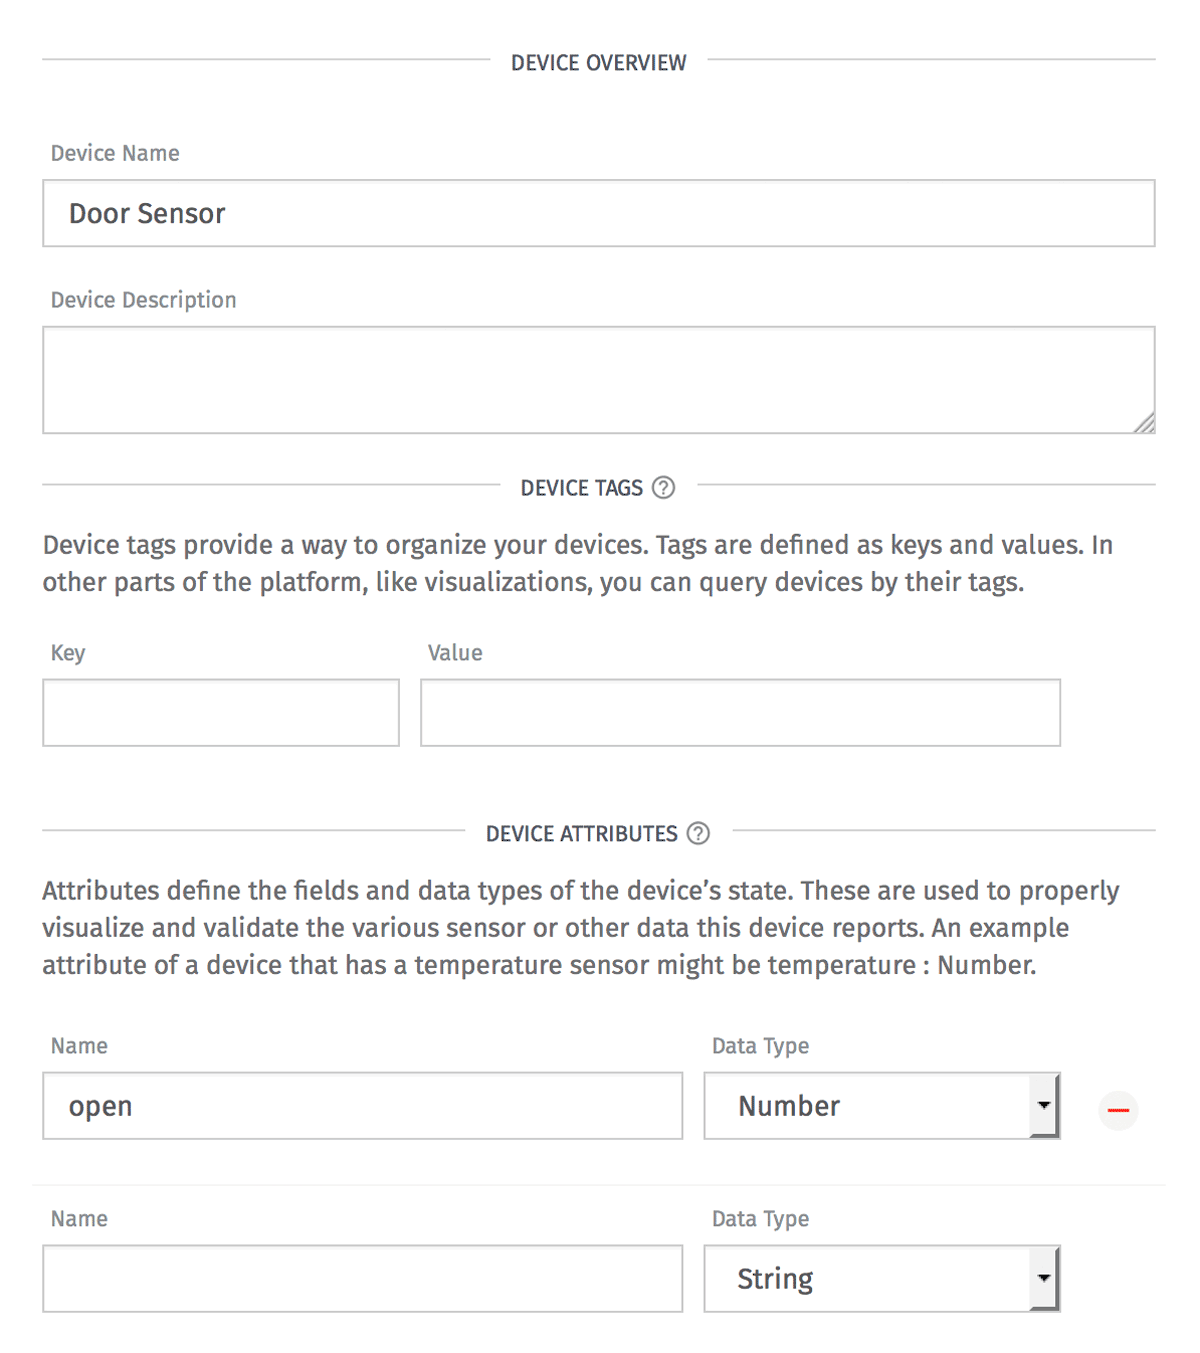 DEVICE OVERVIEW
Device Name
Door Sensor
Device Description
DEVICE TAGS ?
Device tags provide a way to organize your devices. Tags are defined as keys and values. In
other parts of the platform, like visualizations, you can query devices by their tags.
Key Value
DEVICE ATTRIBUTES ?
Attributes define the fields and data types of the device’s state. These are used to properly
visualize and validate the various sensor or other data this device reports. An example
attribute of a device that has a temperature sensor might be temperature : Number.
Name Data Type
open Number
Name Data Type
String